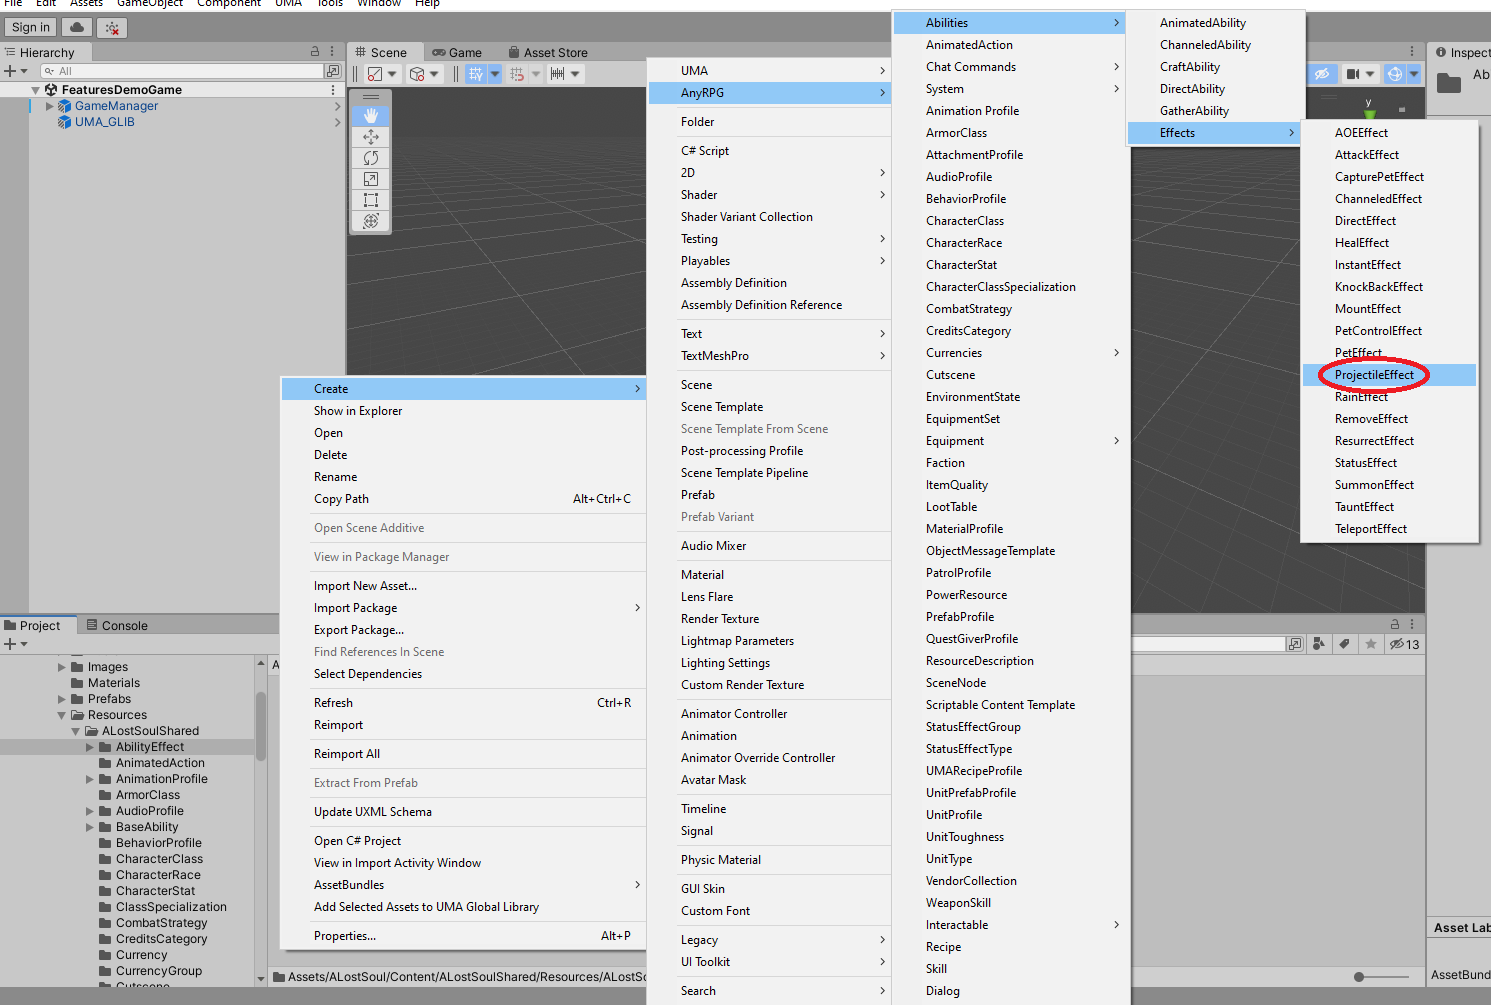 File Edit Assets GameObject Component UMA Tools Window Help
Sign in
Hierarchy
All
FeaturesDemoGame
GameManager
UMA_GLIB
Scene Game Asset Store
Inspect
Ab
y
Create
Show in Explorer
Open
Delete
Rename
Copy Path Alt+Ctrl+C
Open Scene Additive
View in Package Manager
Import New Asset...
Import Package
Export Package...
Find References In Scene
Select Dependencies
Refresh Ctrl+R
Reimport
Reimport All
Extract From Prefab
Update UXML Schema
Open C# Project
View in Import Activity Window
AssetBundles
Add Selected Assets to UMA Global Library
Properties... Alt+P
UMA
AnyRPG
Folder
C# Script
2D
Shader
Shader Variant Collection
Testing
Playables
Assembly Definition
Assembly Definition Reference
Text
TextMeshPro
Scene
Scene Template
Scene Template From Scene
Post-processing Profile
Scene Template Pipeline
Prefab
Prefab Variant
Audio Mixer
Material
Lens Flare
Render Texture
Lightmap Parameters
Lighting Settings
Custom Render Texture
Animator Controller
Animation
Animator Override Controller
Avatar Mask
Timeline
Signal
Physic Material
GUI Skin
Custom Font
Legacy
UI Toolkit
Search
Abilities
AnimatedAction
Chat Commands
System
Animation Profile
ArmorClass
AttachmentProfile
AudioProfile
BehaviorProfile
CharacterClass
CharacterRace
CharacterStat
CharacterClassSpecialization
CombatStrategy
CreditsCategory
Currencies
Cutscene
EnvironmentState
EquipmentSet
Equipment
Faction
ItemQuality
LootTable
MaterialProfile
ObjectMessageTemplate
PatrolProfile
PowerResource
PrefabProfile
QuestGiverProfile
ResourceDescription
SceneNode
Scriptable Content Template
StatusEffectGroup
StatusEffectType
UMARecipeProfile
UnitPrefabProfile
UnitProfile
UnitToughness
UnitType
VendorCollection
WeaponSkill
Interactable
Recipe
Skill
Dialog
AnimatedAbility
ChanneledAbility
CraftAbility
DirectAbility
GatherAbility
Effects
AOEEffect
AttackEffect
CapturePetEffect
ChanneledEffect
DirectEffect
HealEffect
InstantEffect
KnockBackEffect
MountEffect
PetControlEffect
PetEffect
ProjectileEffect
RainEffect
RemoveEffect
ResurrectEffect
StatusEffect
SummonEffect
TauntEffect
TeleportEffect
Project Console
13
Images
Materials
Prefabs
Resources
ALostSoulShared
AbilityEffect
AnimatedAction
AnimationProfile
ArmorClass
AudioProfile
BaseAbility
BehaviorProfile
CharacterClass
CharacterRace
CharacterStat
ClassSpecialization
CombatStrategy
CreditsCategory
Currency
CurrencyGroup
Cutscene
A
Assets/ALostSoul/Content/ALostSoulShared/Resources/ALostSo
Asset Lab
AssetBund